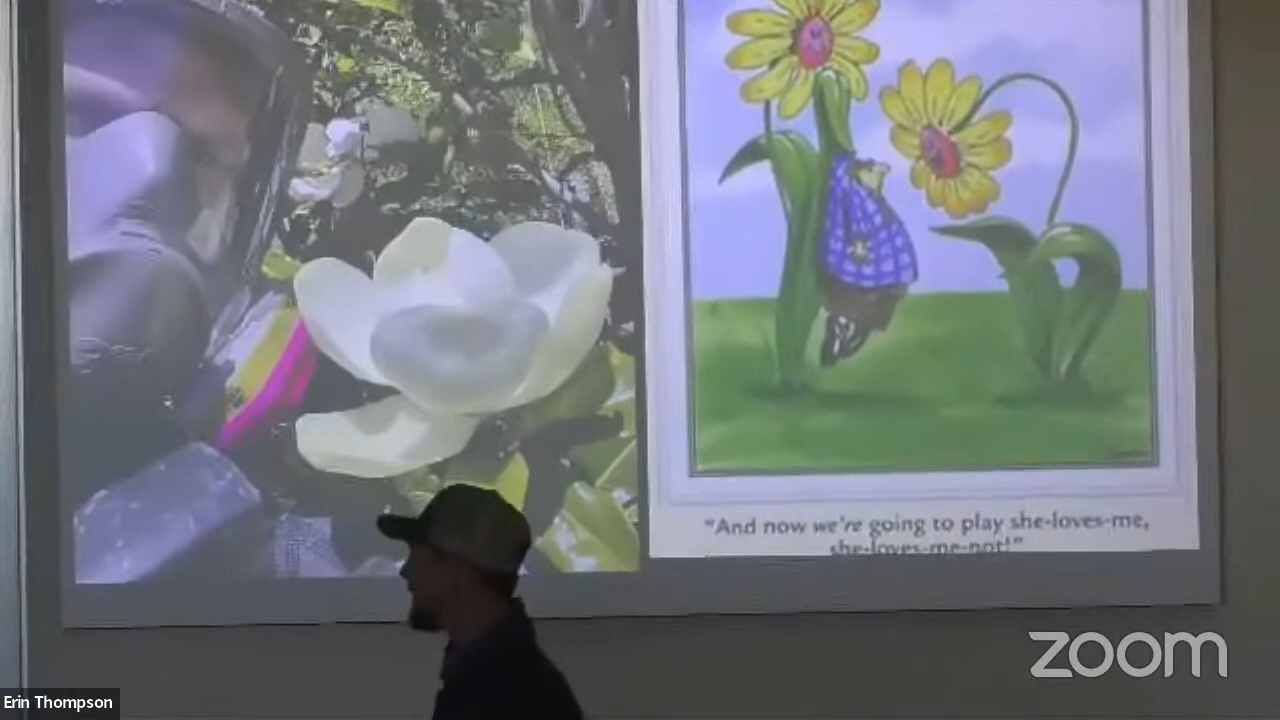 "And now we're going to play she-loves-me,
she-loves-me-not!"
zoom
Erin Thompson